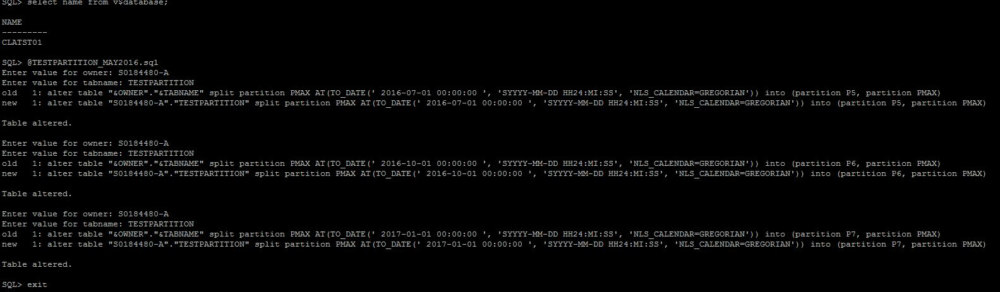 SQL> select name from v$database;
NAME
---------
CLATST01
SQL> @TESTPARTITION_MAY2016.sql
Enter value for owner: S0184480-A
Enter value for tabname: TESTPARTITION
old   1: alter table "&OWNER"."&TABNAME" split partition PMAX AT(TO_DATE(' 2016-07-01 00:00:00 ', 'SYYYY-MM-DD HH24:MI:SS', 'NLS_CALENDAR=GREGORIAN')) into (partition P5, partition PMAX)
new   1: alter table "S0184480-A"."TESTPARTITION" split partition PMAX AT(TO_DATE(' 2016-07-01 00:00:00 ', 'SYYYY-MM-DD HH24:MI:SS', 'NLS_CALENDAR=GREGORIAN')) into (partition P5, partition PMAX)
Table altered.
Enter value for owner: S0184480-A
Enter value for tabname: TESTPARTITION
old   1: alter table "&OWNER"."&TABNAME" split partition PMAX AT(TO_DATE(' 2016-10-01 00:00:00 ', 'SYYYY-MM-DD HH24:MI:SS', 'NLS_CALENDAR=GREGORIAN')) into (partition P6, partition PMAX)
new   1: alter table "S0184480-A"."TESTPARTITION" split partition PMAX AT(TO_DATE(' 2016-10-01 00:00:00 ', 'SYYYY-MM-DD HH24:MI:SS', 'NLS_CALENDAR=GREGORIAN')) into (partition P6, partition PMAX)
Table altered.
Enter value for owner: S0184480-A
Enter value for tabname: TESTPARTITION
old   1: alter table "&OWNER"."&TABNAME" split partition PMAX AT(TO_DATE(' 2017-01-01 00:00:00 ', 'SYYYY-MM-DD HH24:MI:SS', 'NLS_CALENDAR=GREGORIAN')) into (partition P7, partition PMAX)
new   1: alter table "S0184480-A"."TESTPARTITION" split partition PMAX AT(TO_DATE(' 2017-01-01 00:00:00 ', 'SYYYY-MM-DD HH24:MI:SS', 'NLS_CALENDAR=GREGORIAN')) into (partition P7, partition PMAX)
Table altered.
SQL> exit